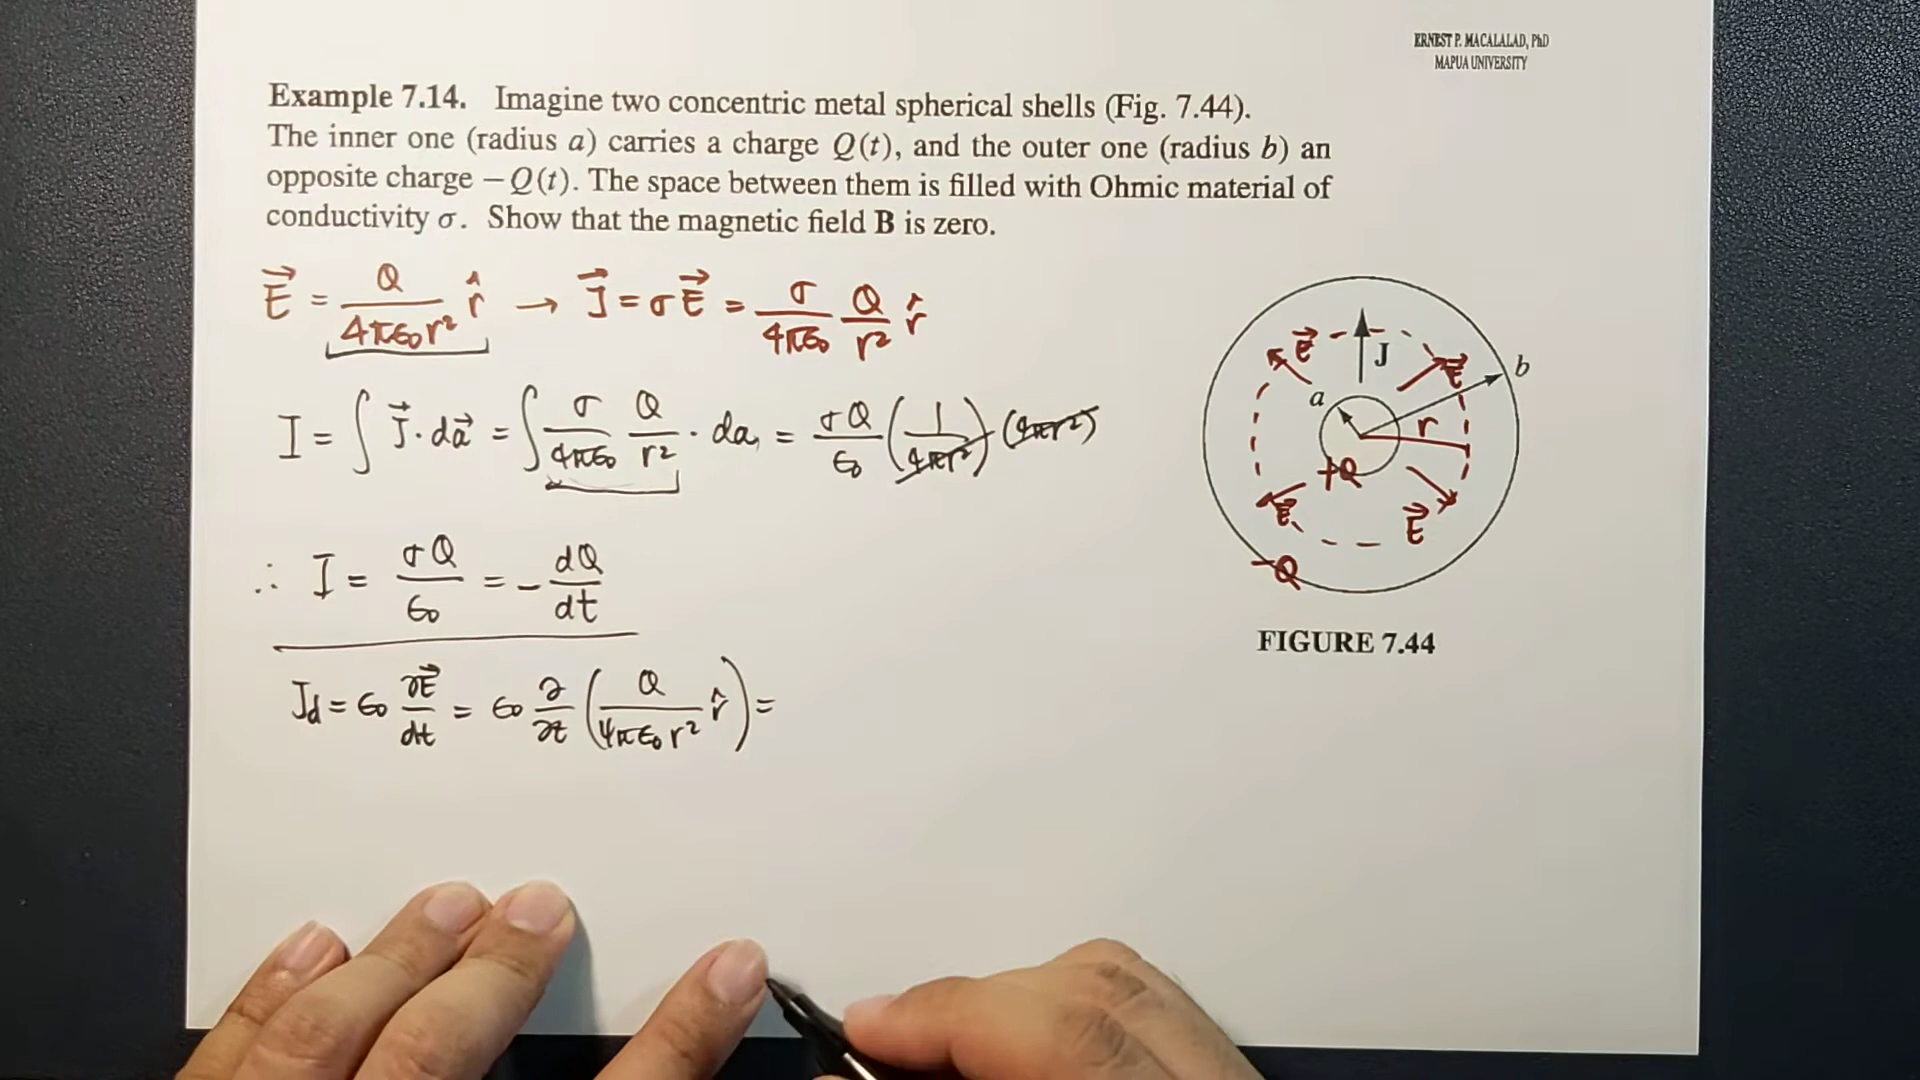 ERNEST P. MACALALAD, PhD
MAPUA UNIVERSITY
Example 7.14. Imagine two concentric metal spherical shells (Fig. 7.44).
The inner one (radius a) carries a charge Q(t), and the outer one (radius b) an
opposite charge −Q(t). The space between them is filled with Ohmic material of
conductivity σ. Show that the magnetic field B is zero.
E⃗ = Q/(4πϵ₀r²) r̂ → J⃗ = σE⃗ = σ/(4πϵ₀) Q/r² r̂
I = ∫ J⃗ · da⃗ = ∫ σ/(4πϵ₀) Q/r² · da, = σQ/ϵ₀ (1/(4πr²)) (4πr²)
∴ I = σQ/ϵ₀ = − dQ/dt
Jd = ϵ₀ ∂E⃗/dt = ϵ₀ ∂/∂t (Q/(4πϵ₀r²) r̂) =
E⃗
J
E⃗
b
a
r
+Q
E⃗
E⃗
−Q
FIGURE 7.44